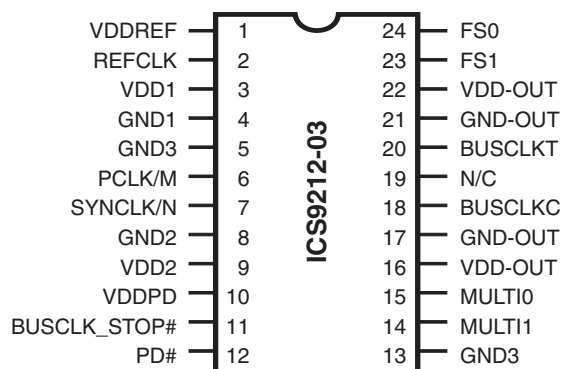 VDDREF 1 24 FS0
REFCLK 2 23 FS1
VDD1 3 22 VDD-OUT
GND1 4 21 GND-OUT
GND3 5 20 BUSCLKT
PCLK/M 6 19 N/C
SYNCLK/N 7 18 BUSCLKC
GND2 8 17 GND-OUT
VDD2 9 16 VDD-OUT
VDDPD 10 15 MULTI0
BUSCLK_STOP# 11 14 MULTI1
PD# 12 13 GND3
ICS9212-03